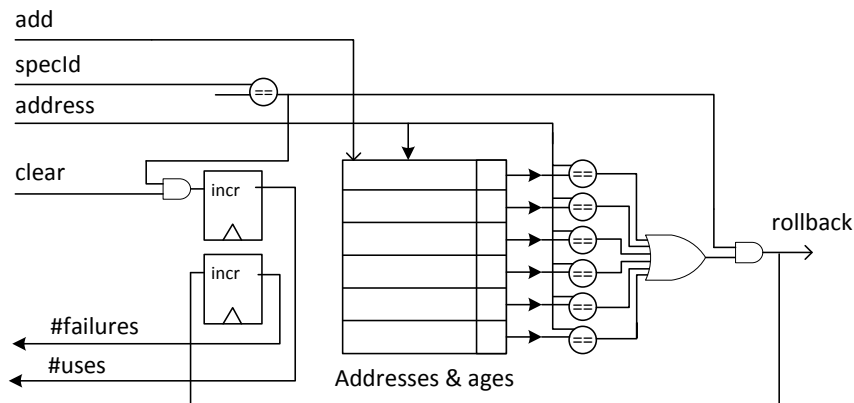 add
specId
==
address
clear
incr
==
==
rollback
==
==
incr
==
#failures
==
#uses
Addresses & ages